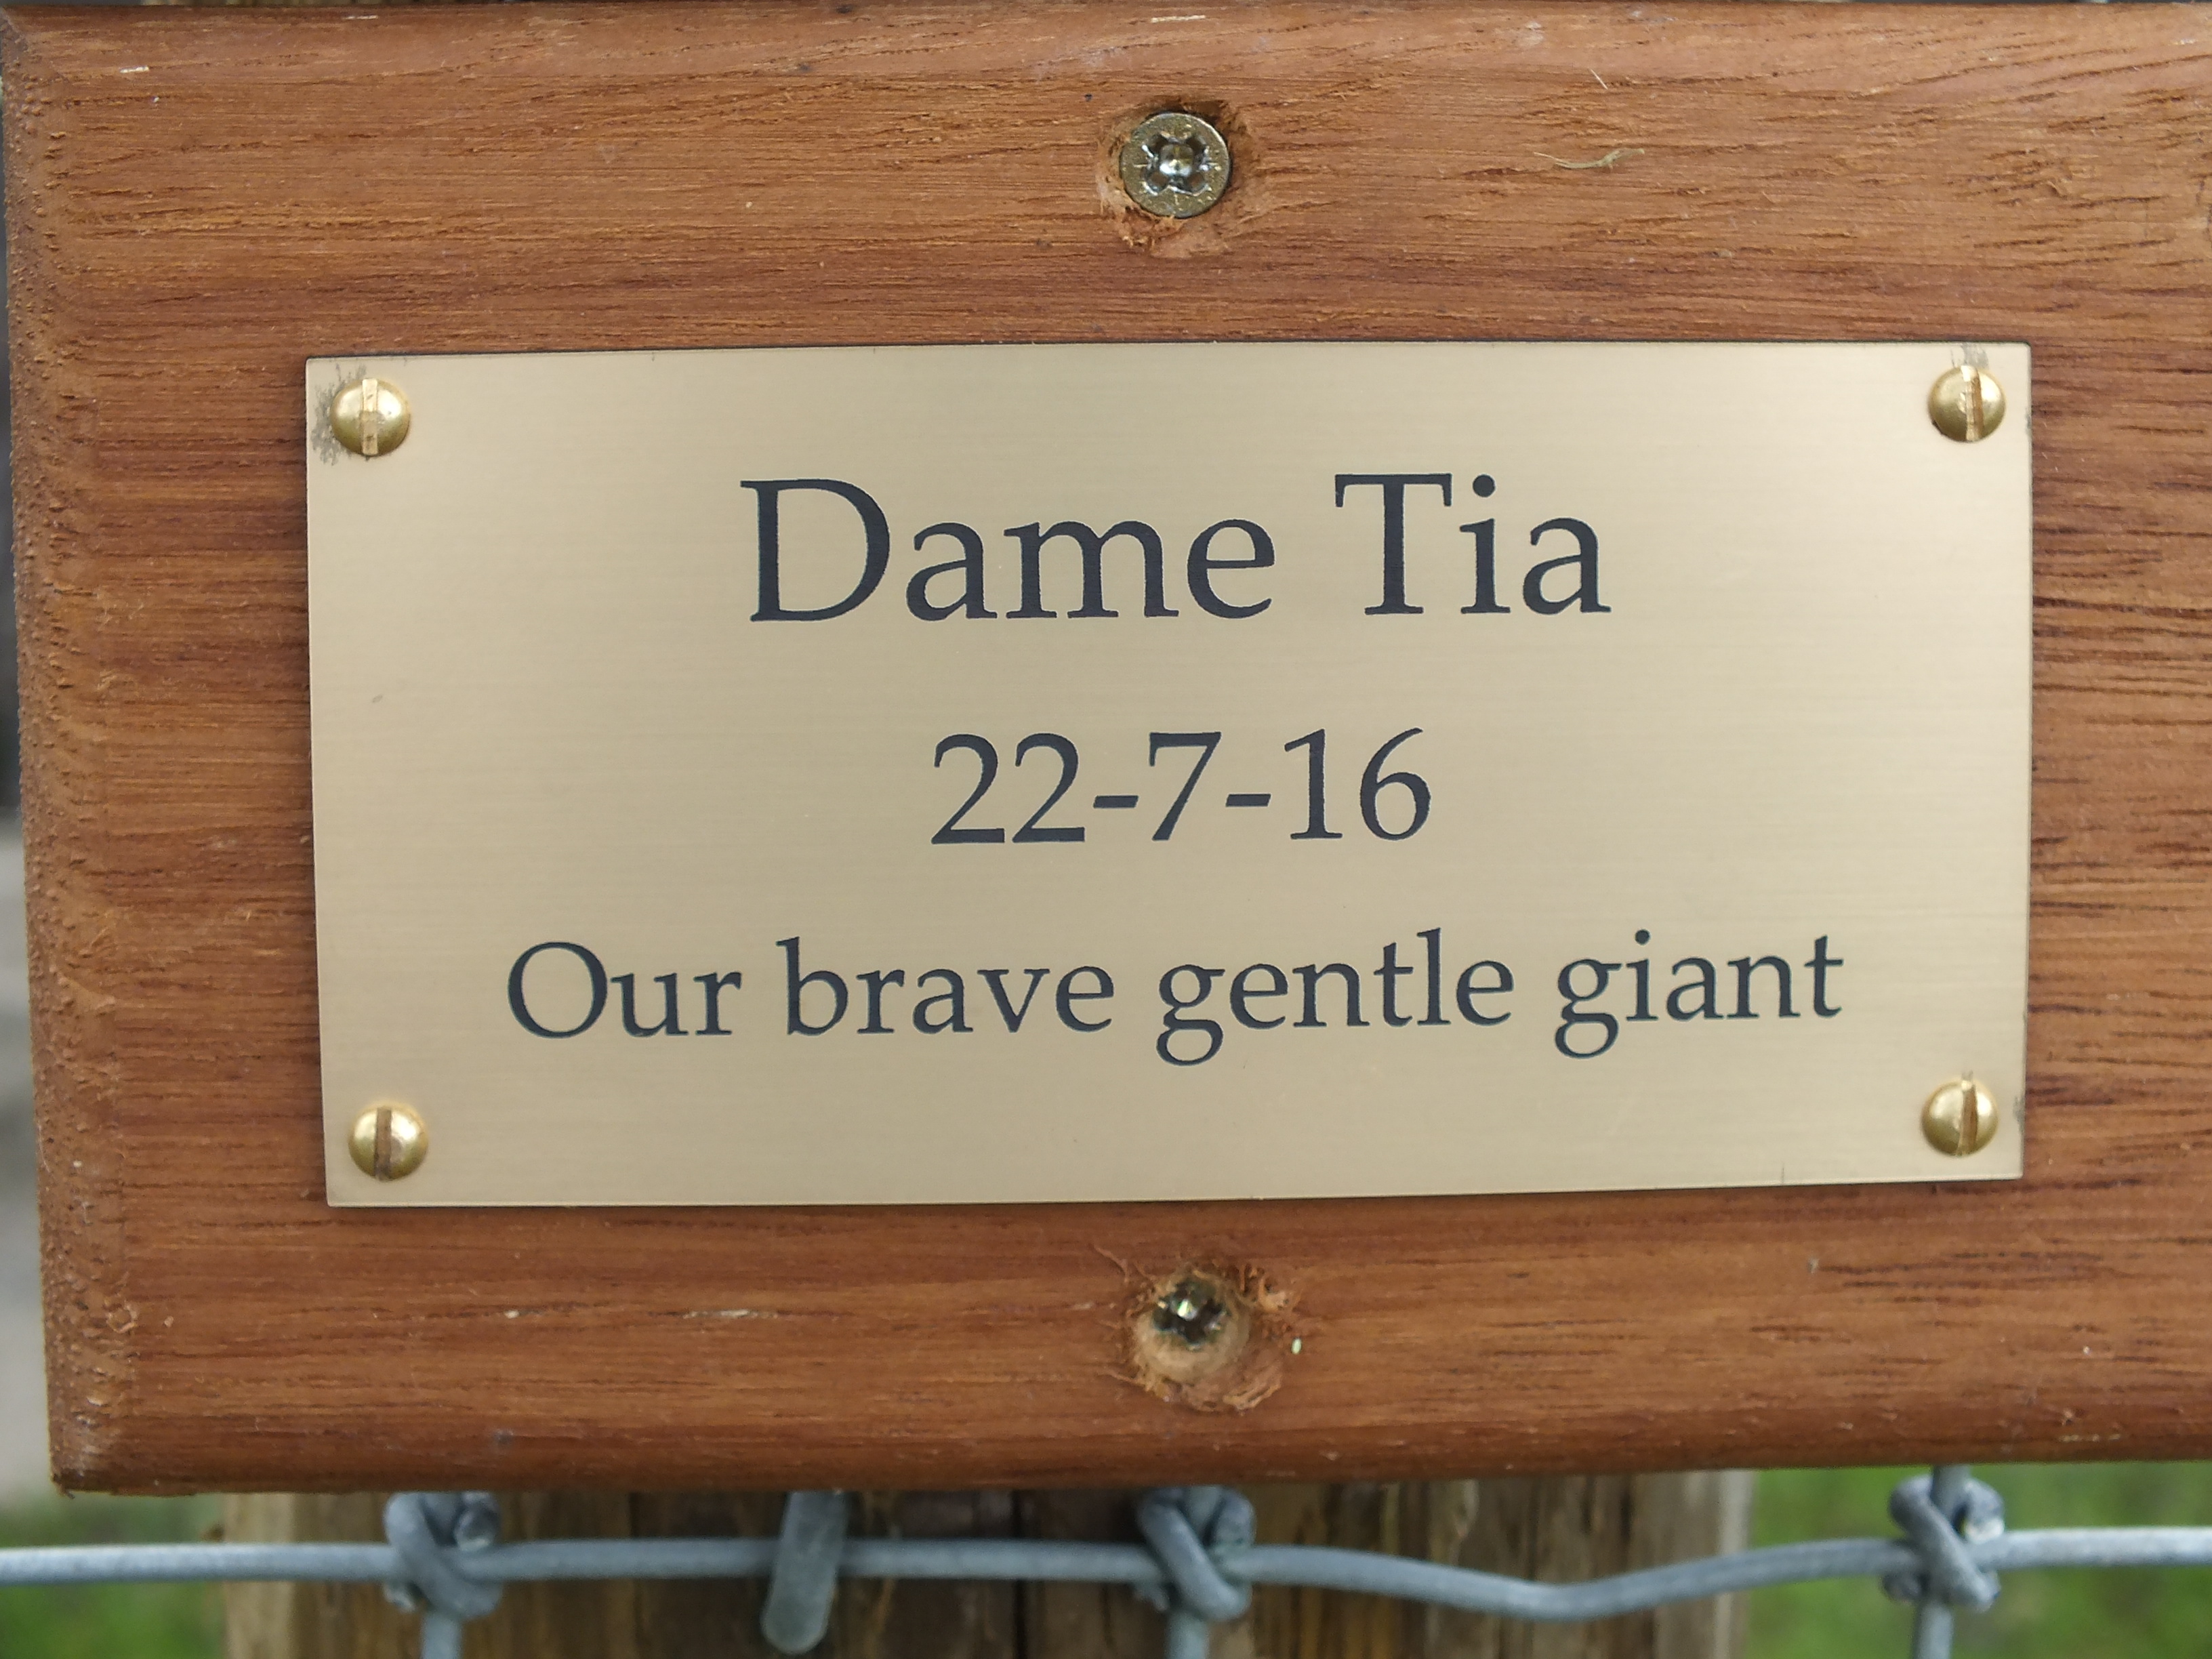 Dame Tia
22-7-16
Our brave gentle giant